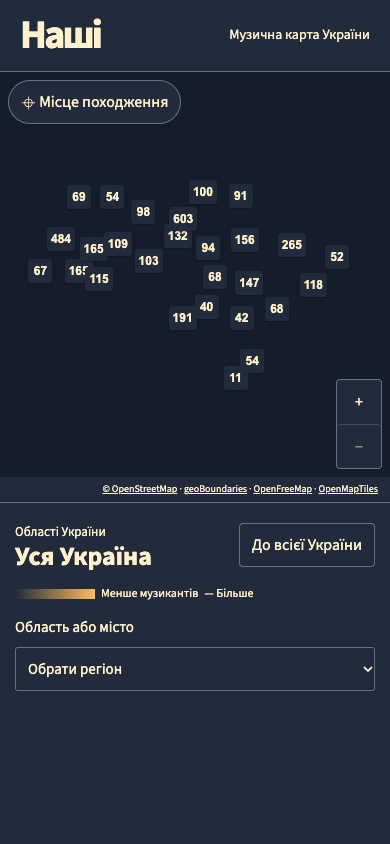 Наші
Музична карта України
Місце походження
100
91
69
54
98
603
132
484
109
165
94
156
265
52
103
67
115
68
147
118
40
68
191
42
54
11
+
−
© OpenStreetMap · geoBoundaries · OpenFreeMap · OpenMapTiles
Області України
Уся Україна
До всієї України
Менше музикантів — Більше
Область або місто
Обрати регіон